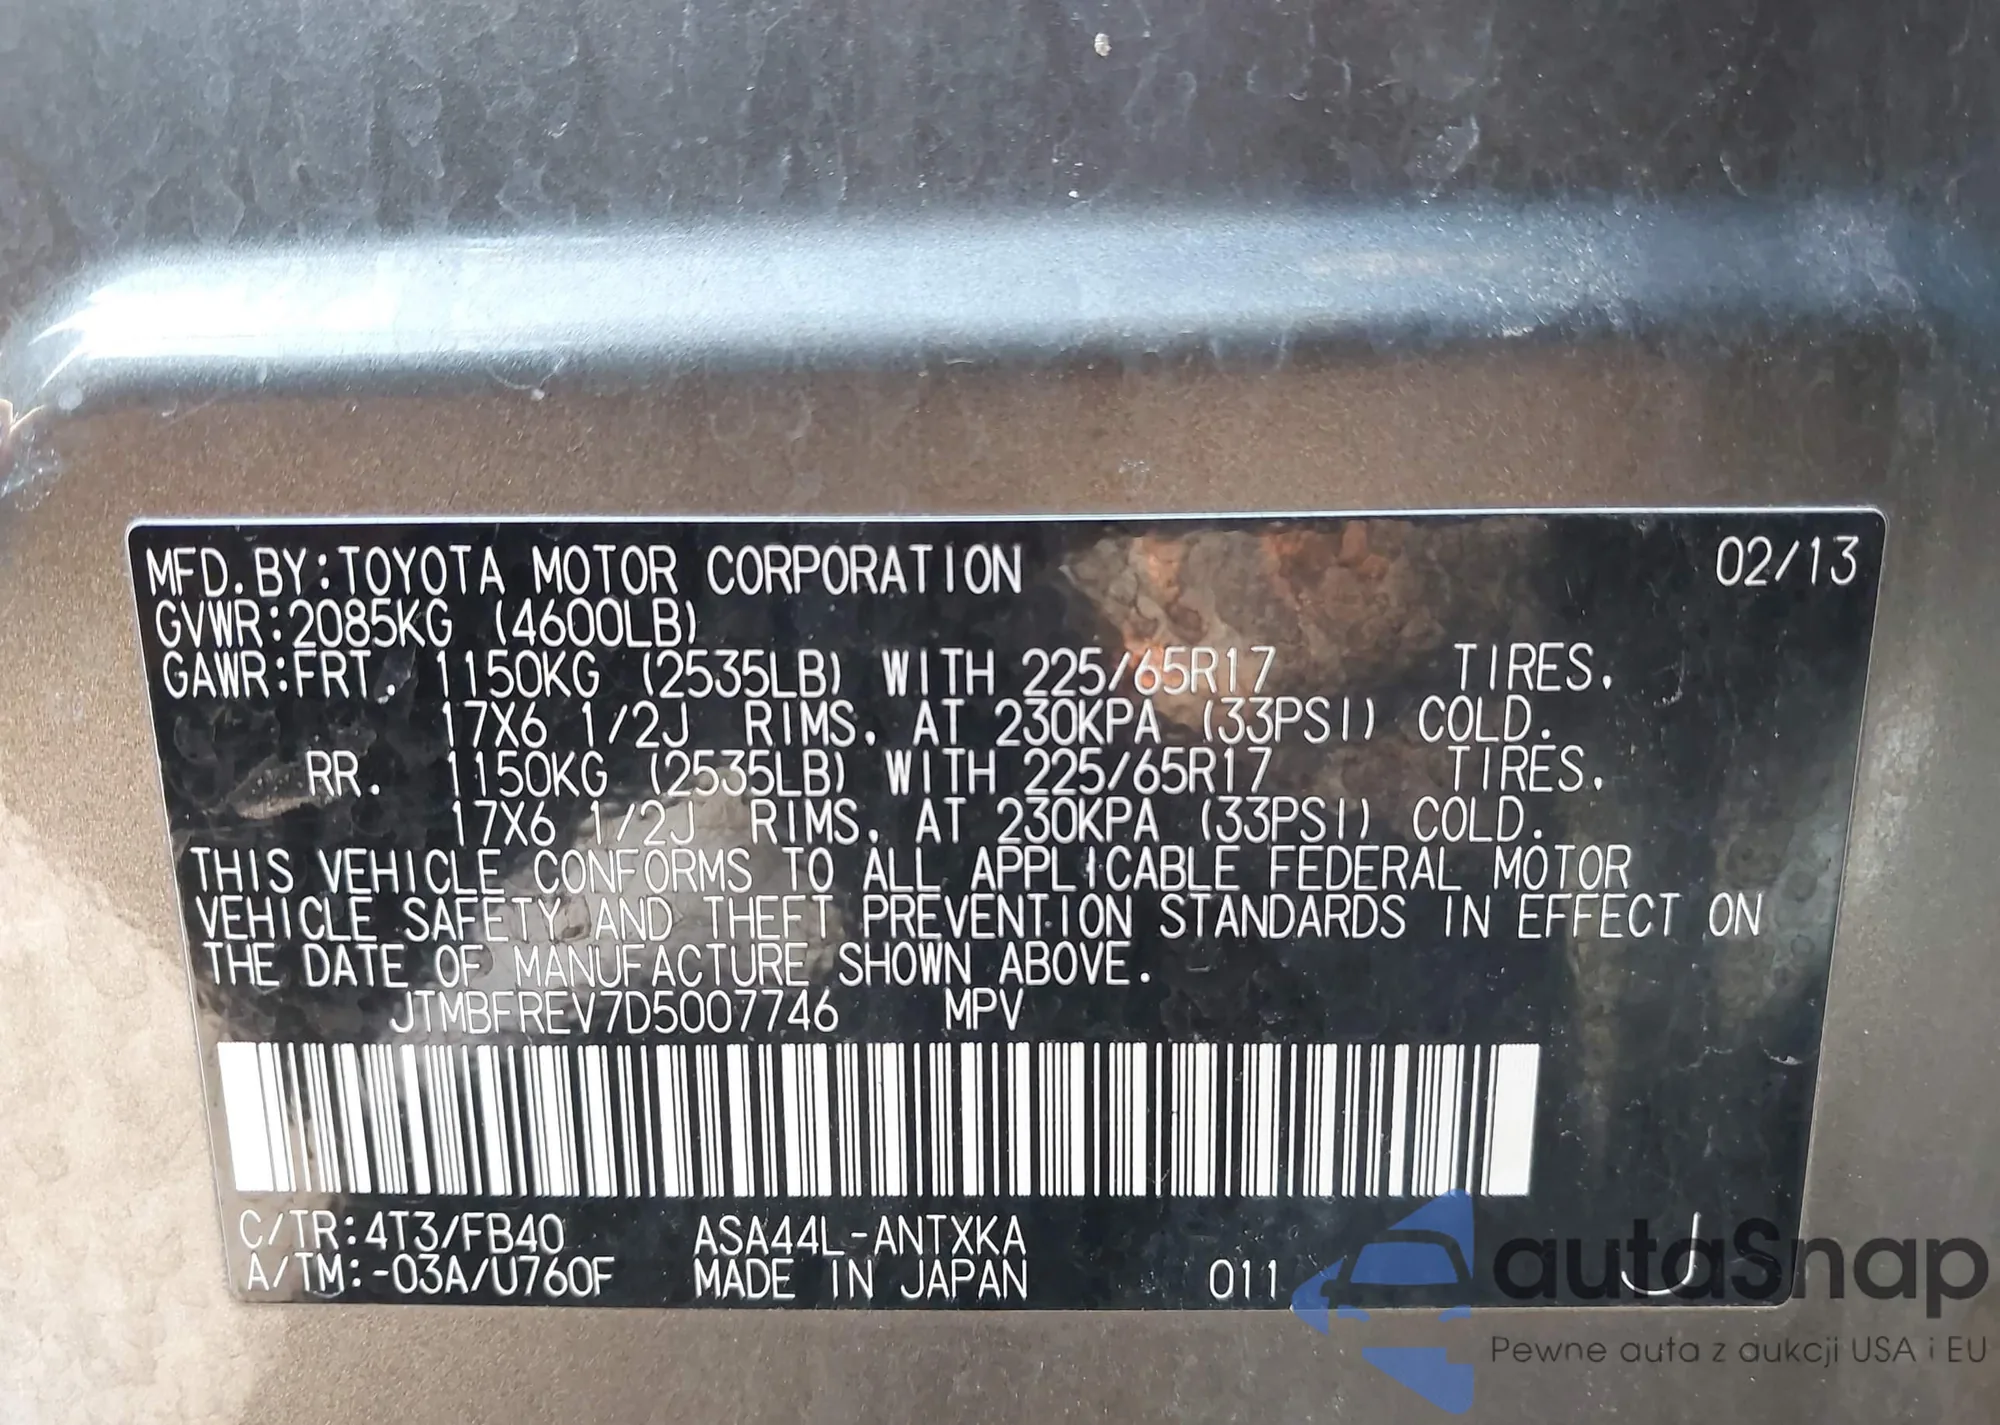 MFD.BY:TOYOTA MOTOR CORPORATION 02/13
GVWR:2085KG (4600LB)
GAWR:FRT. 1150KG (2535LB) WITH 225/65R17 TIRES.
17X6 1/2J RIMS, AT 230KPA (33PSI) COLD.
RR. 1150KG (2535LB) WITH 225/65R17 TIRES.
17X6 1/2J RIMS, AT 230KPA (33PSI) COLD.
THIS VEHICLE CONFORMS TO ALL APPLICABLE FEDERAL MOTOR
VEHICLE SAFETY AND THEFT PREVENTION STANDARDS IN EFFECT ON
THE DATE OF MANUFACTURE SHOWN ABOVE.
JTMBFREV7D5007746 MPV
C/TR:4T3/FB40 ASA44L-ANTXKA
A/TM:-03A/U760F MADE IN JAPAN 011 J
autaSnap
Pewne auta z aukcji USA i EU